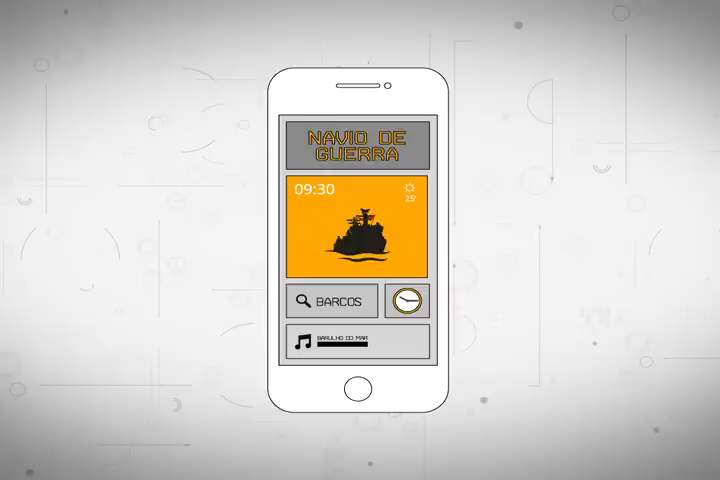 NAVIO DE
GUERRA
09:30
25°
BARCOS
BARULHO DO MAR